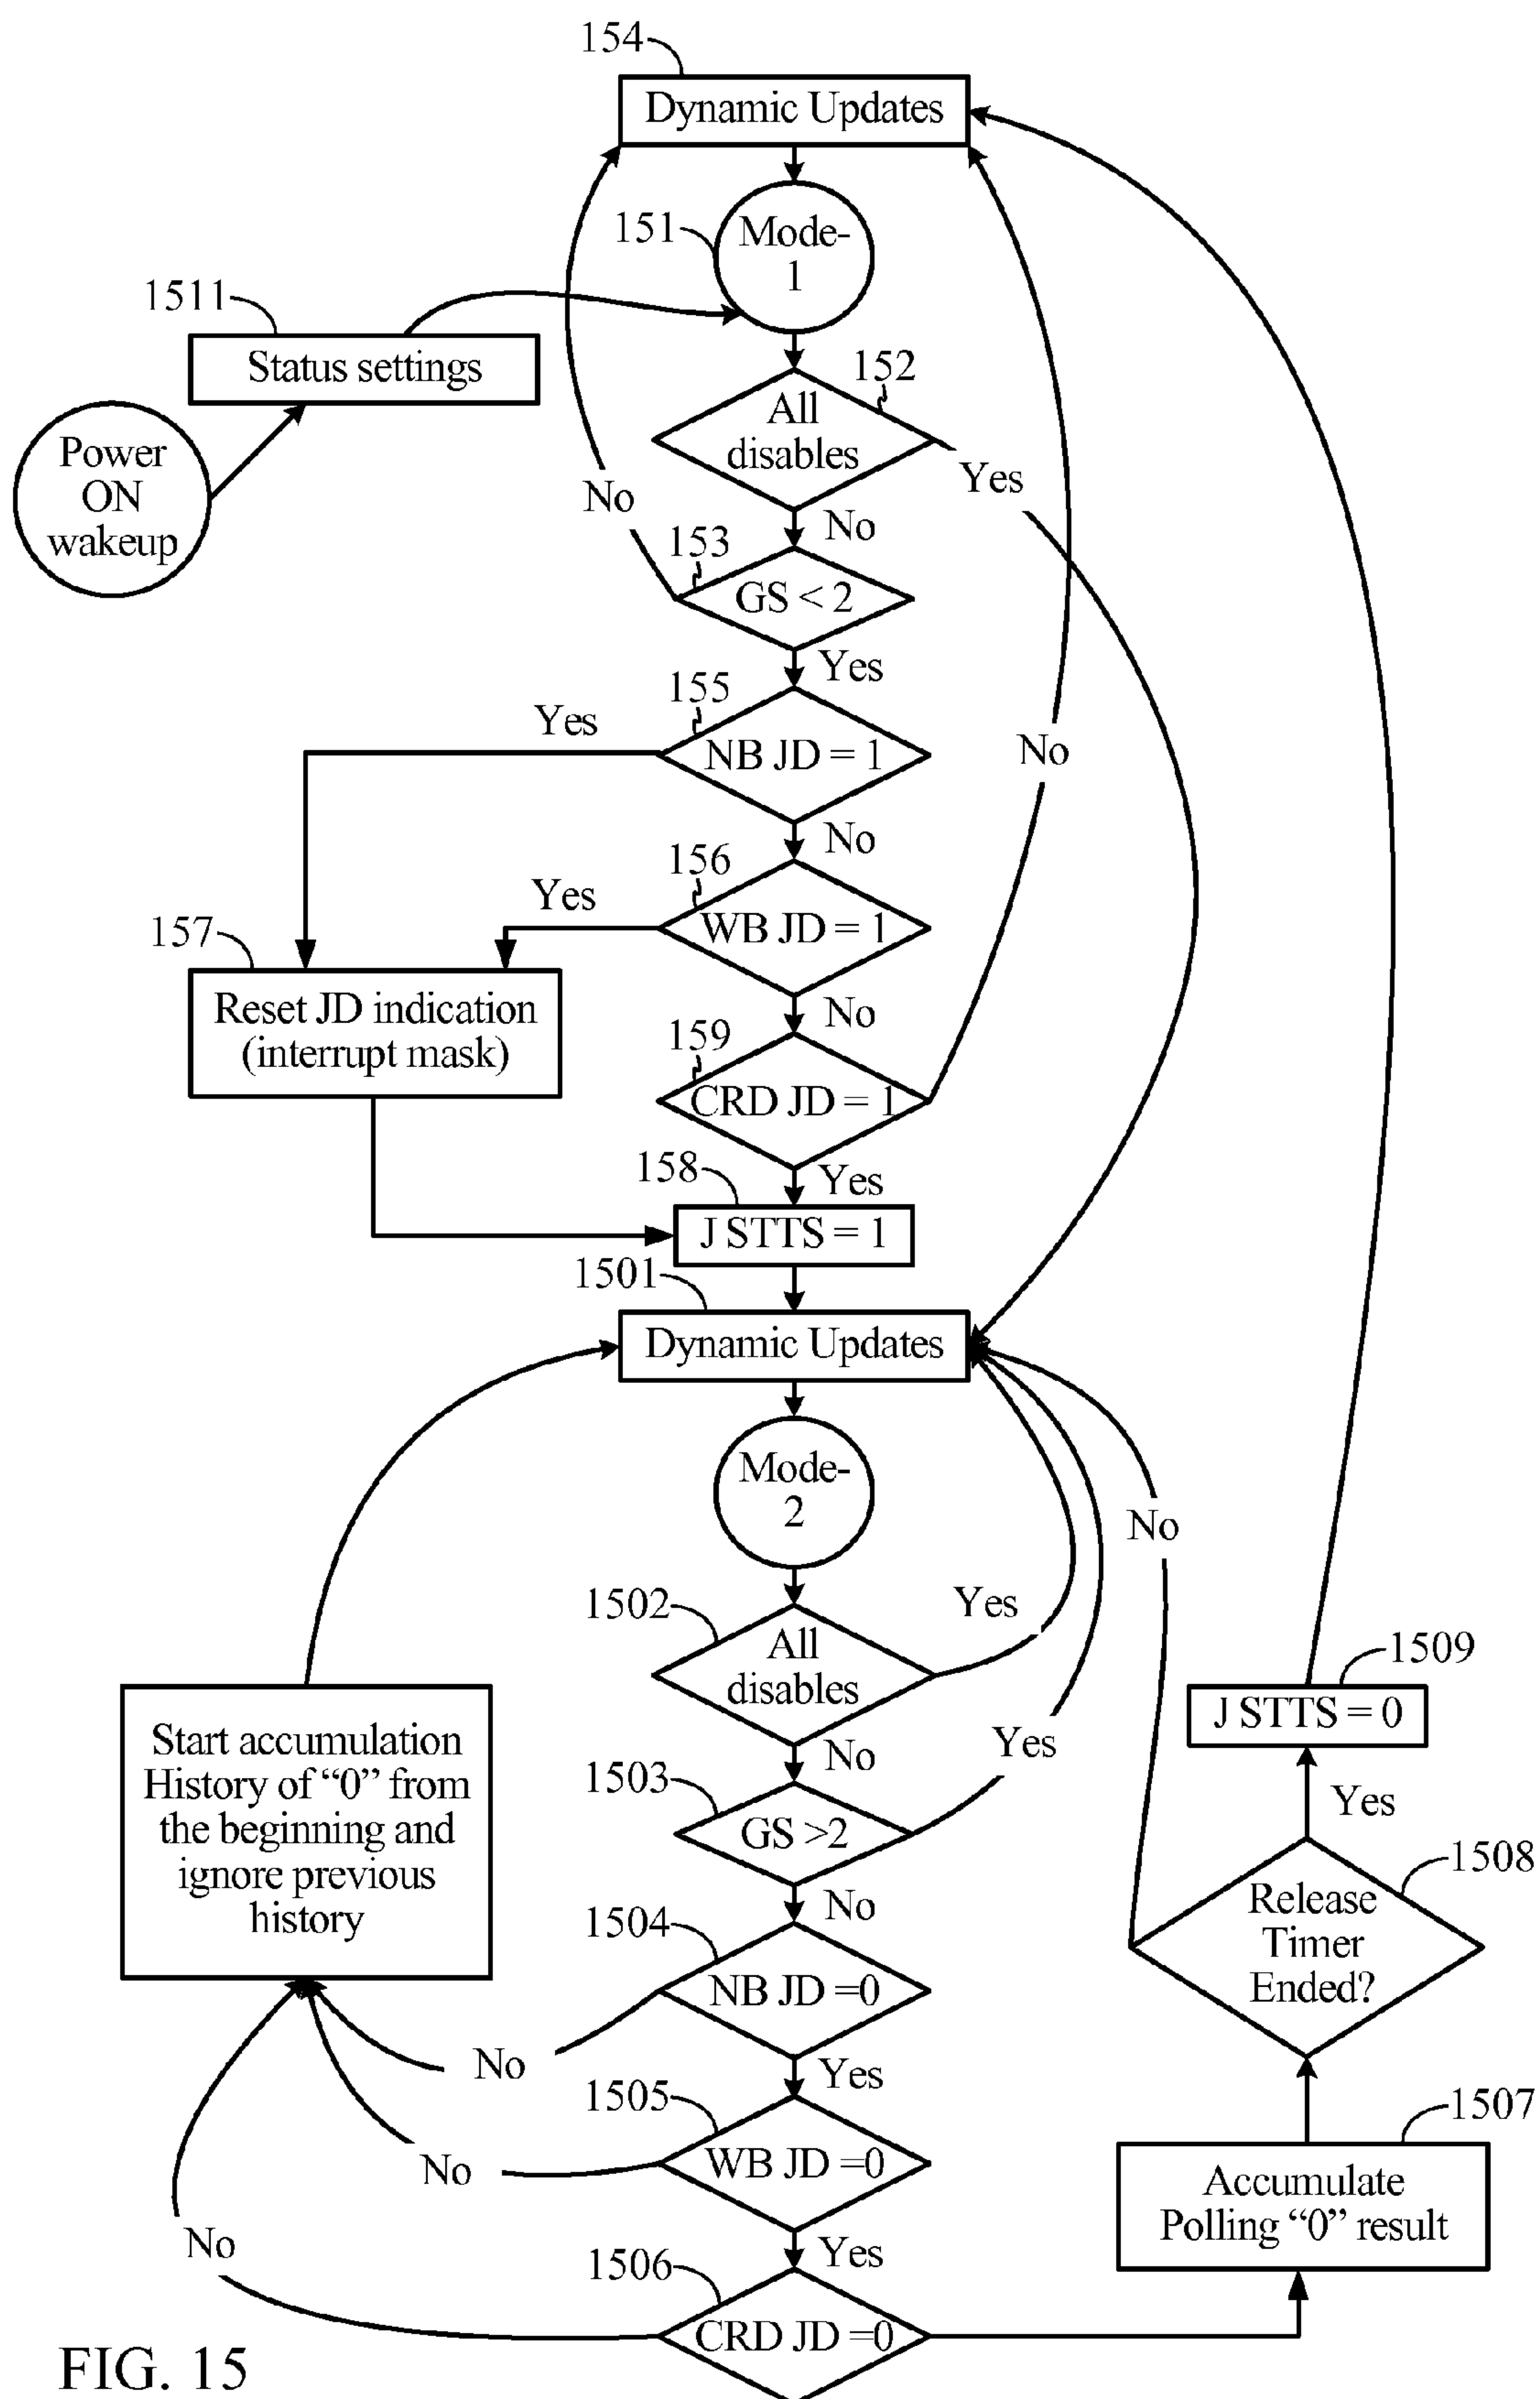 154
Dynamic Updates
151
Mode-
1
1511
Status settings
Power
ON
wakeup
152
All
disables
Yes
No
No
153
GS < 2
Yes
155
Yes
NB JD = 1
No
No
156
Yes
WB JD = 1
157
Reset JD indication
(interrupt mask)
No
159
CRD JD = 1
158
Yes
J STTS = 1
1501
Dynamic Updates
Mode-
2
No
1502
All
disables
Yes
No
Yes
1503
GS >2
No
1504
NB JD =0
No
Yes
1505
WB JD =0
No
Yes
1506
CRD JD =0
No
Start accumulation
History of “0” from
the beginning and
ignore previous
history
1509
J STTS = 0
Yes
1508
Release
Timer
Ended?
1507
Accumulate
Polling “0” result
FIG. 15